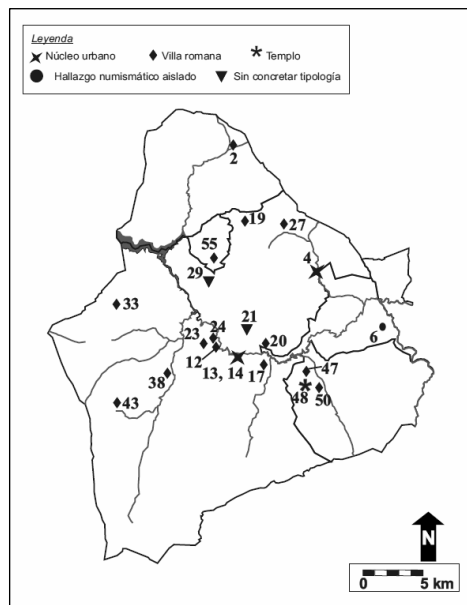 Leyenda
Núcleo urbano Villa romana Templo
Hallazgo numismático aislado Sin concretar tipología
2
19 27
4
55
29
33
21
6
24
23 20
12
13, 14 17
47
38
48 50
43
N
0 5 km